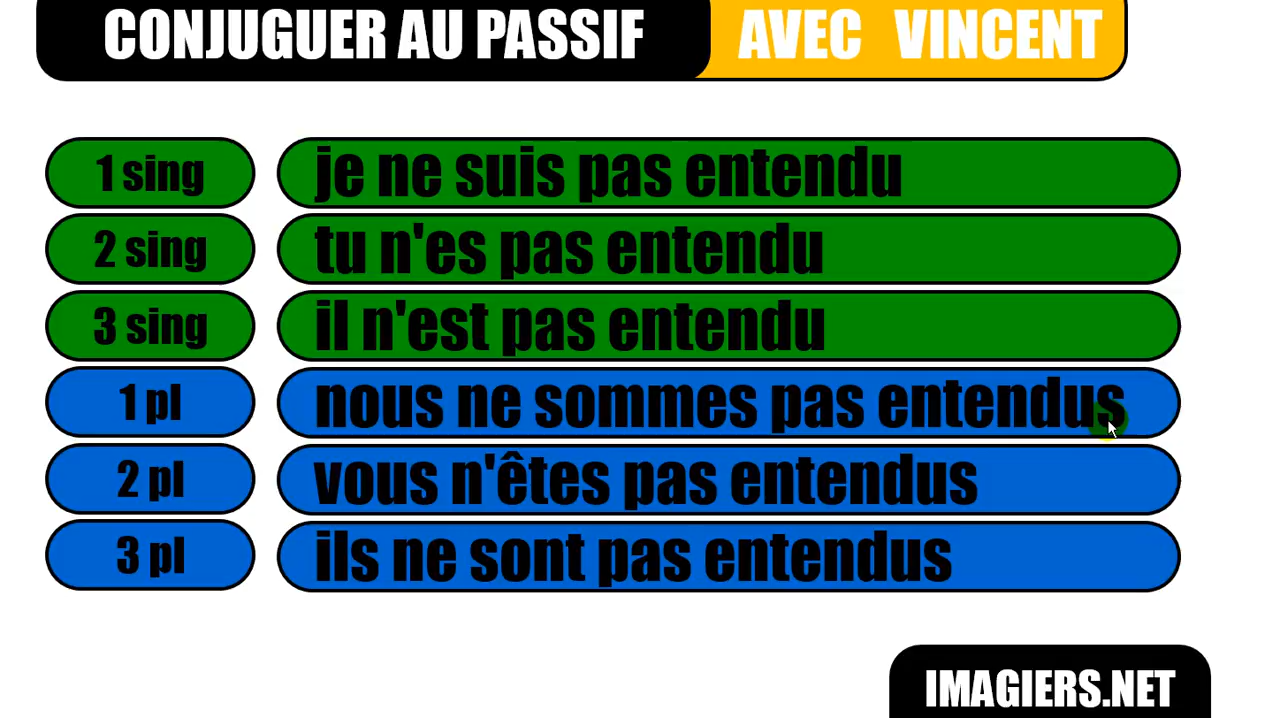 CONJUGUER AU PASSIF AVEC VINCENT
1 sing je ne suis pas entendu
2 sing tu n'es pas entendu
3 sing il n'est pas entendu
1 pl nous ne sommes pas entendus
2 pl vous n'êtes pas entendus
3 pl ils ne sont pas entendus
IMAGIERS.NET